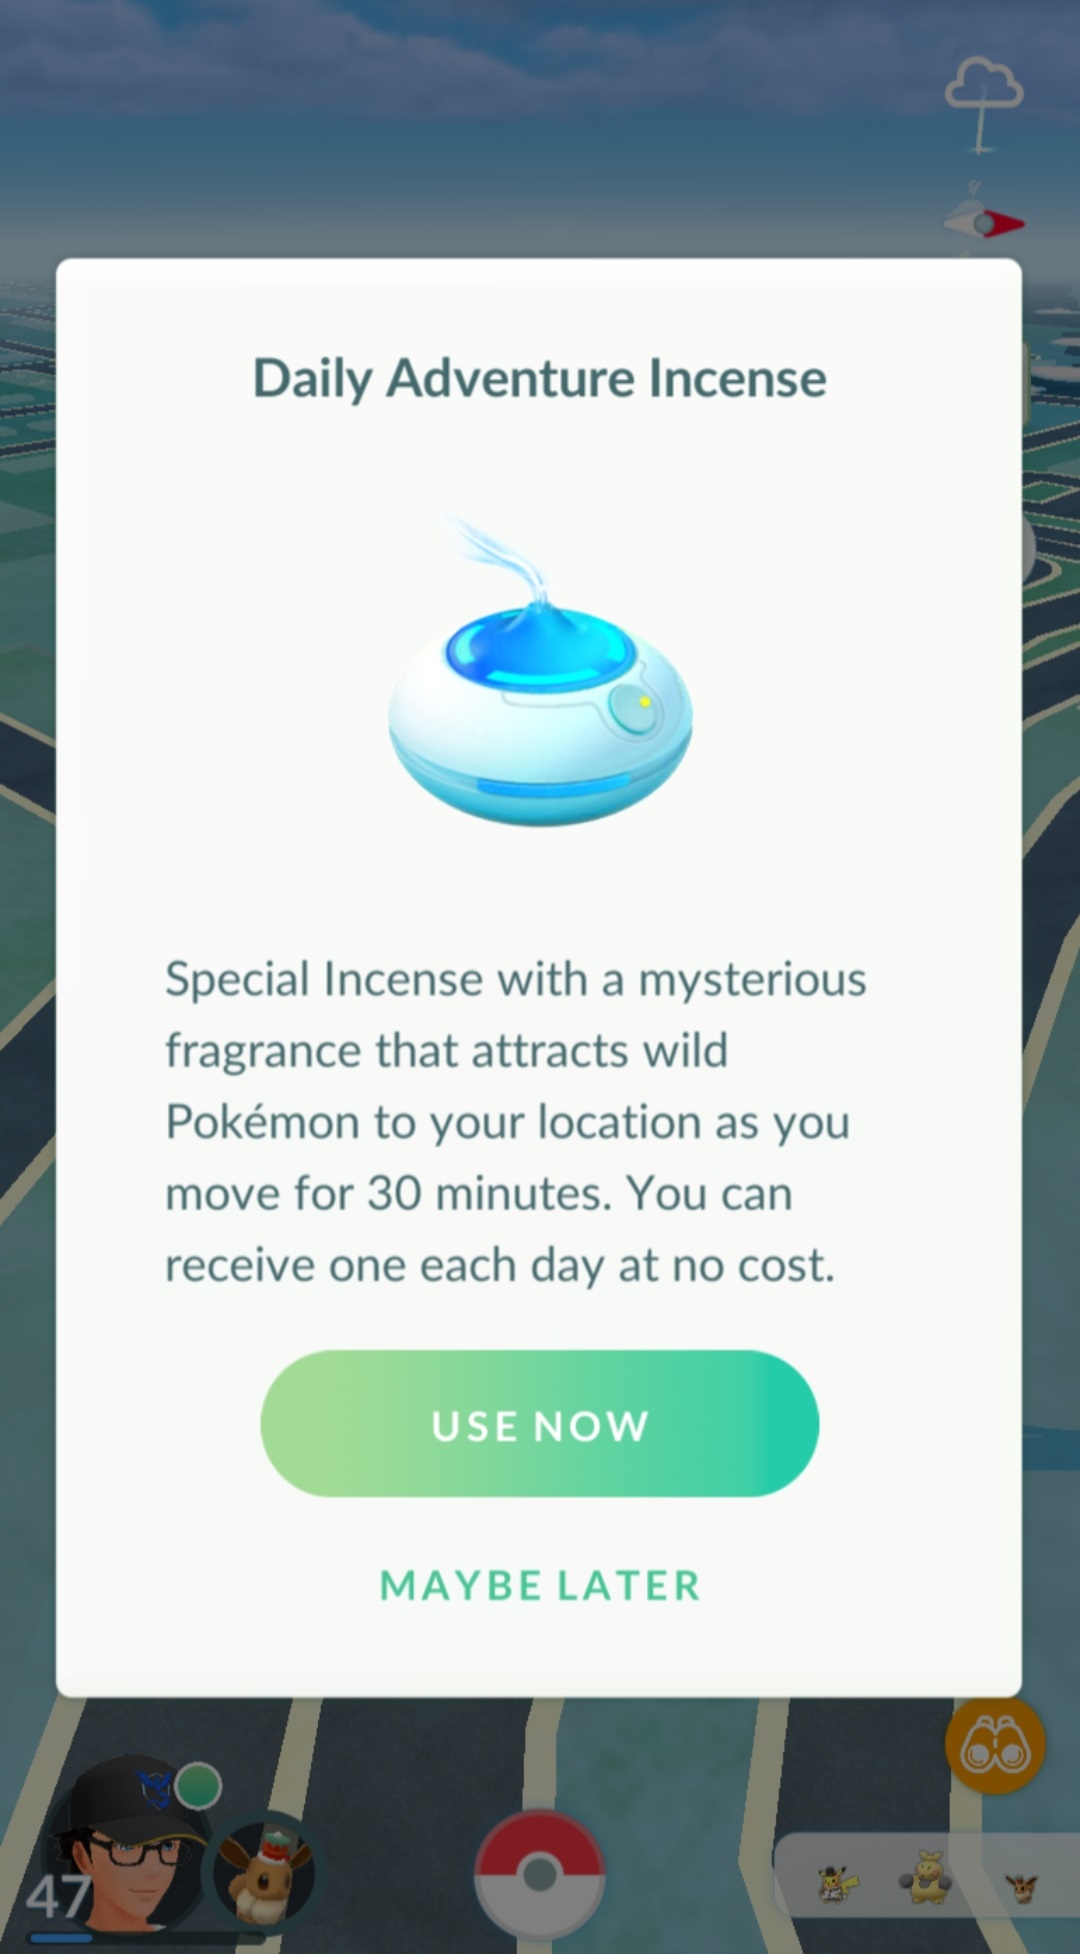 Daily Adventure Incense
Special Incense with a mysterious
fragrance that attracts wild
Pokémon to your location as you
move for 30 minutes. You can
receive one each day at no cost.
USE NOW
MAYBE LATER
47